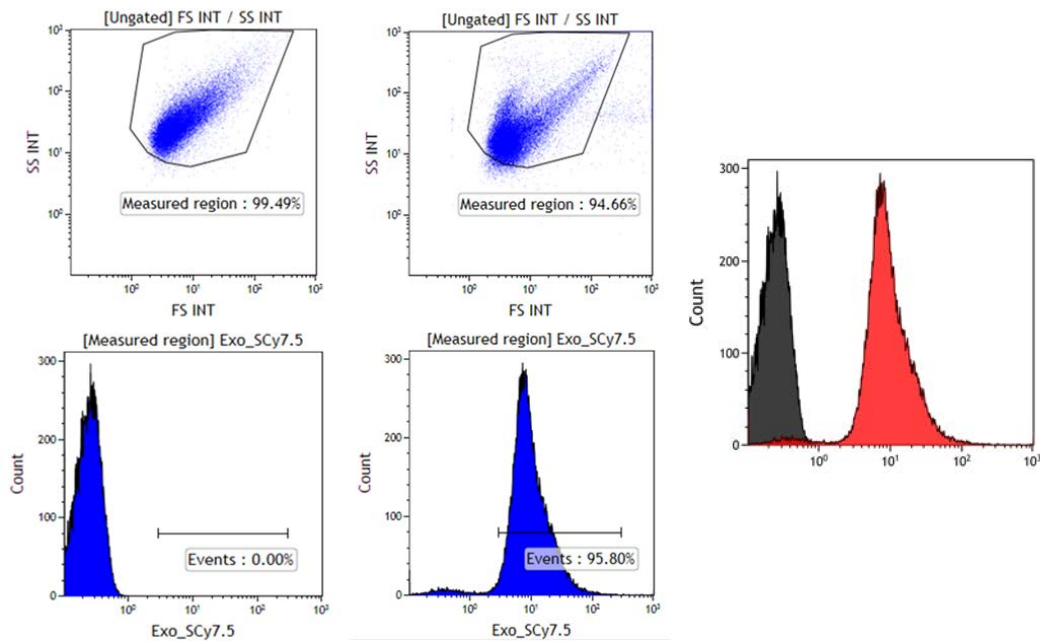 [Ungated] FS INT / SS INT
10³
10²
10¹
10⁰
SS INT
Measured region : 99.49%
10⁰ 10¹ 10² 10³
FS INT
[Ungated] FS INT / SS INT
10³
10²
10¹
10⁰
SS INT
Measured region : 94.66%
10⁰ 10¹ 10² 10³
FS INT
[Measured region] Exo_SCy7.5
300
200
100
0
Count
Events : 0.00%
10⁰ 10¹ 10² 10³
Exo_SCy7.5
[Measured region] Exo_SCy7.5
300
200
100
0
Count
Events : 95.80%
10⁰ 10¹ 10² 10³
Exo_SCy7.5
300
200
100
0
Count
10⁰ 10¹ 10² 10³